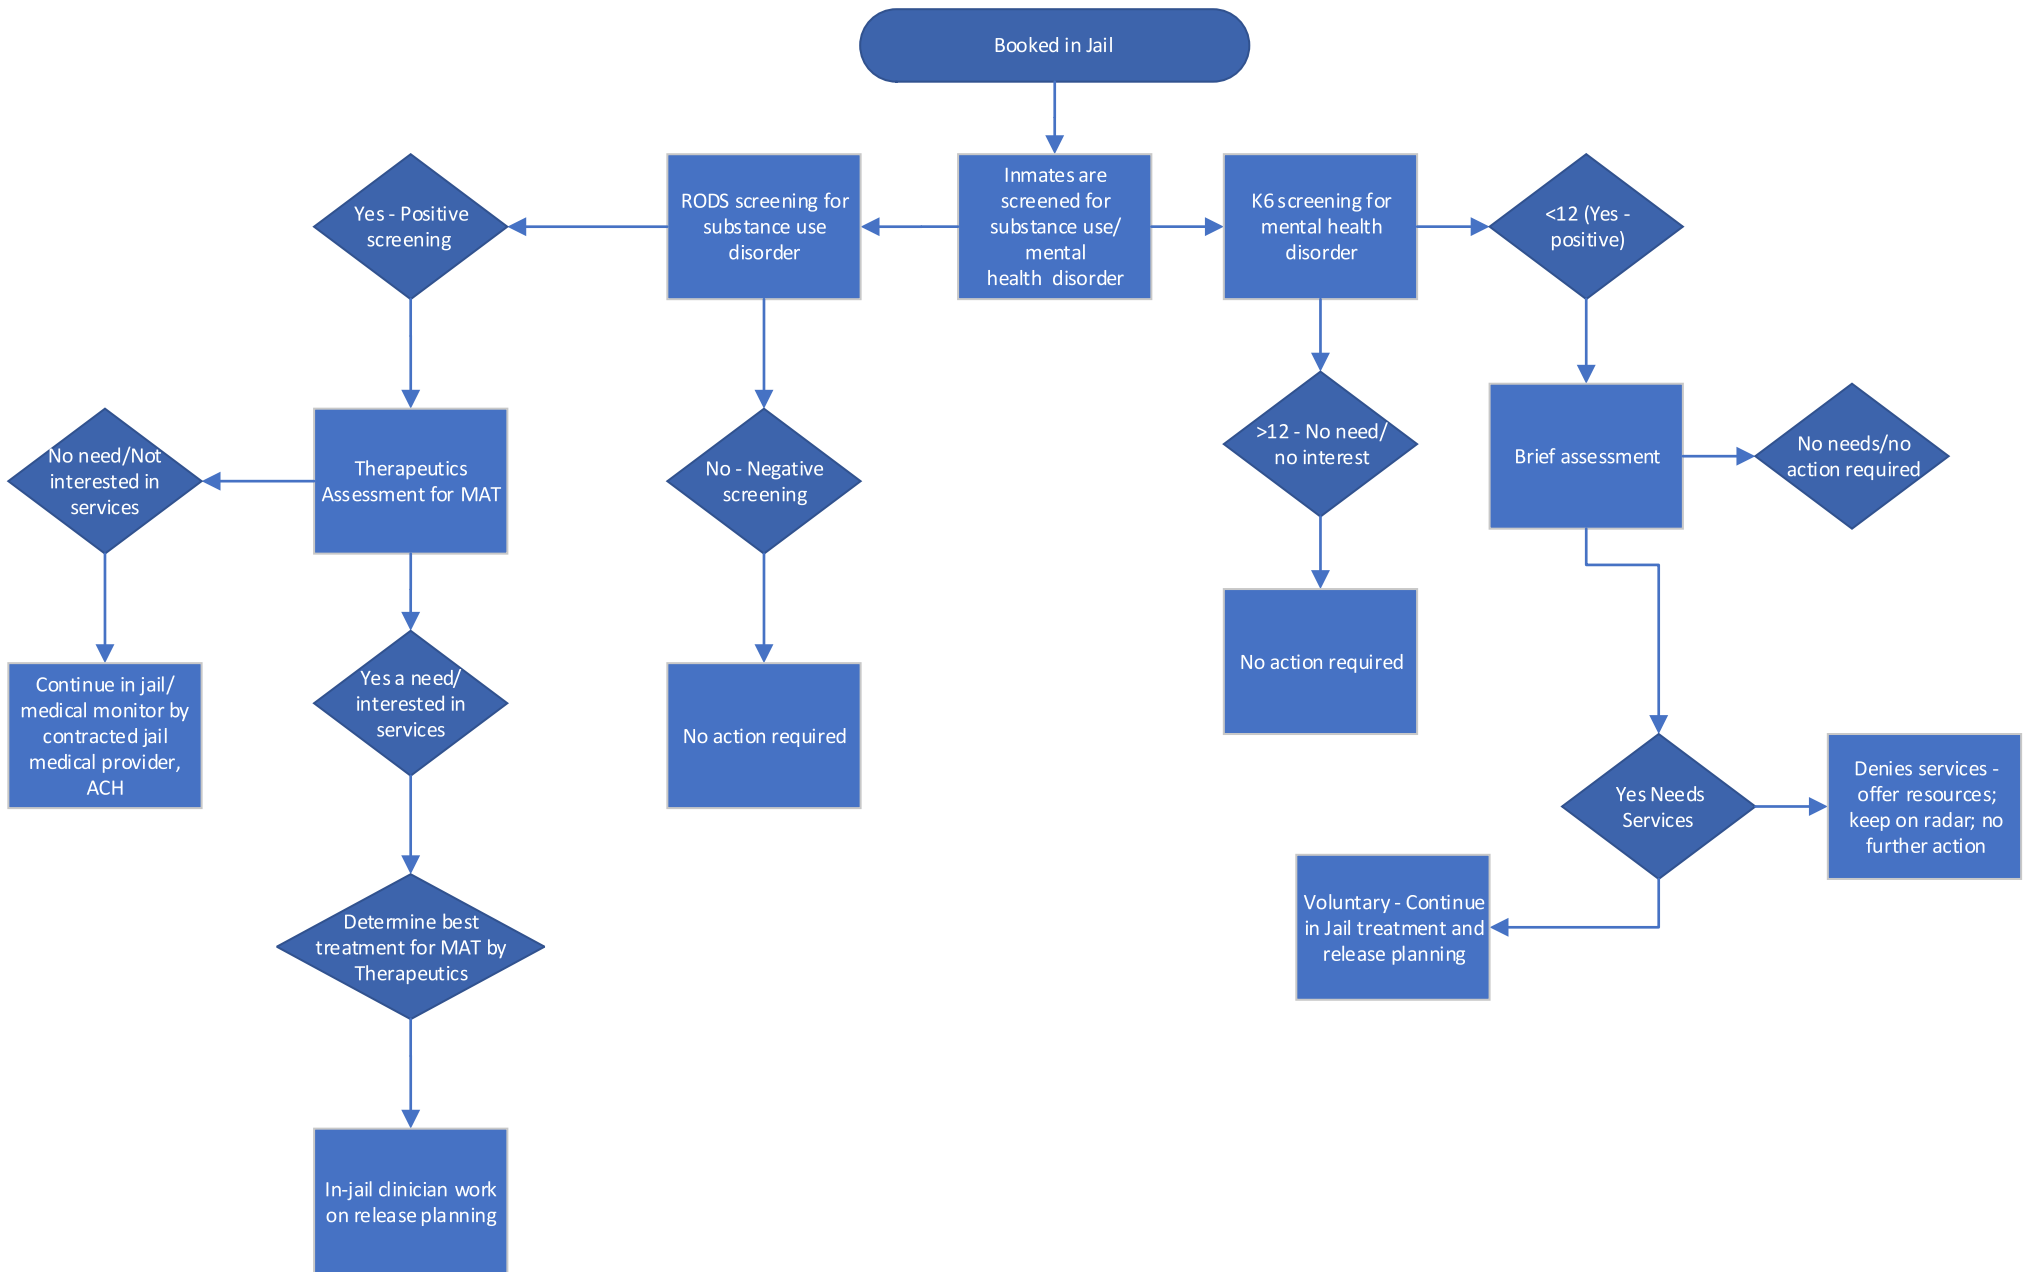 Booked in Jail
Yes - Positive
screening
RODS screening for
substance use
disorder
Inmates are
screened for
substance use/
mental
health  disorder
K6 screening for
mental health
disorder
<12 (Yes -
positive)
No need/Not
interested in
services
Therapeutics
Assessment for MAT
No - Negative
screening
>12 - No need/
no interest
Brief assessment
No needs/no
action required
Continue in jail/
medical monitor by
contracted jail
medical provider,
ACH
Yes a need/
interested in
services
No action required
No action required
Yes Needs
Services
Denies services -
offer resources;
keep on radar; no
further action
Determine best
treatment for MAT by
Therapeutics
Voluntary - Continue
in Jail treatment and
release planning
In-jail clinician work
on release planning